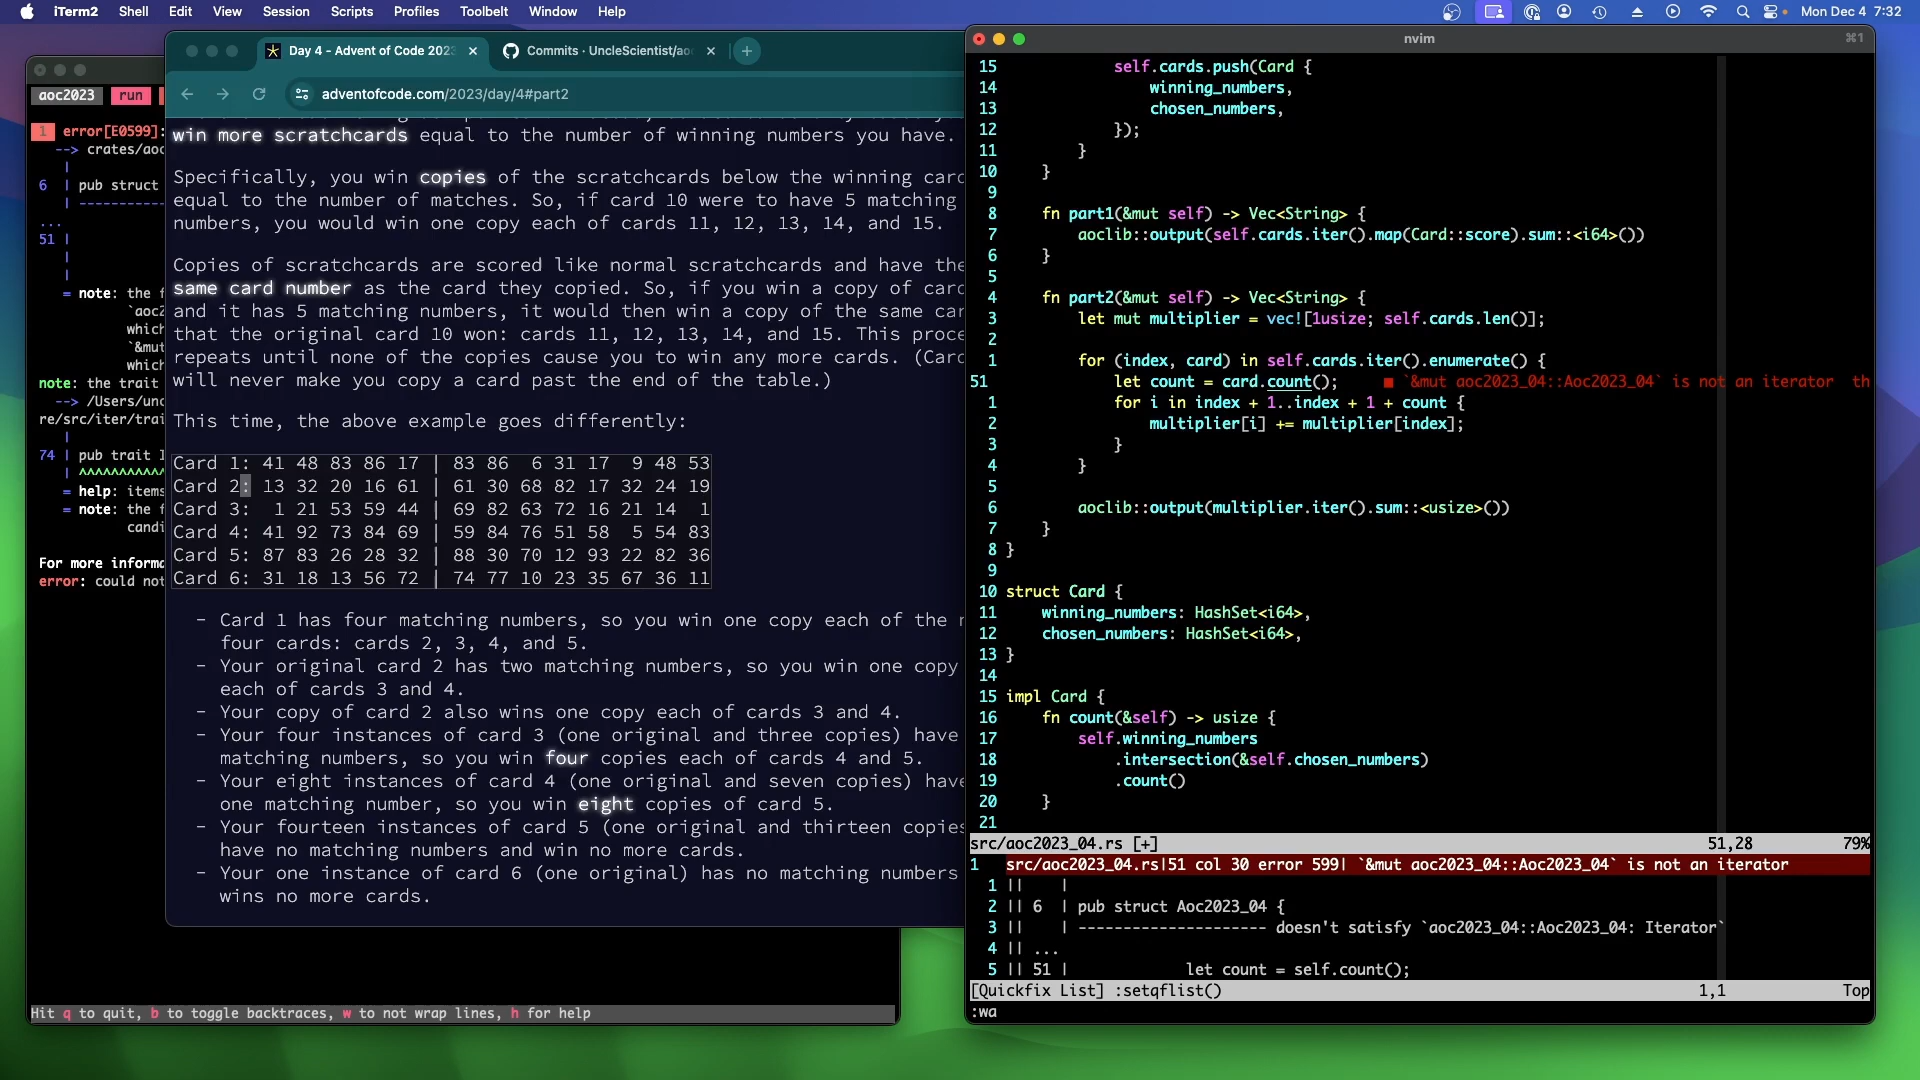 iTerm2 Shell Edit View Session Scripts Profiles Toolbelt Window Help Mon Dec 4 7:32
aoc2023 run
1 error[E0599]:
--> crates/aoc
|
6 | pub struct
| ----------
...
51 |
|
|
= note: the f
`aoc2
which
`&mut
which
note: the trait
--> /Users/unc
re/src/iter/trai
|
74 | pub trait I
| ^^^^^^^^^^
= help: items
= note: the f
candi
For more informa
error: could not
Hit q to quit, b to toggle backtraces, w to not wrap lines, h for help
Day 4 - Advent of Code 2023 ×
Commits · UncleScientist/aoc ×
+
adventofcode.com/2023/day/4#part2
win more scratchcards equal to the number of winning numbers you have.
Specifically, you win copies of the scratchcards below the winning card
equal to the number of matches. So, if card 10 were to have 5 matching
numbers, you would win one copy each of cards 11, 12, 13, 14, and 15.
Copies of scratchcards are scored like normal scratchcards and have the
same card number as the card they copied. So, if you win a copy of card
and it has 5 matching numbers, it would then win a copy of the same car
that the original card 10 won: cards 11, 12, 13, 14, and 15. This proce
repeats until none of the copies cause you to win any more cards. (Card
will never make you copy a card past the end of the table.)
This time, the above example goes differently:
Card 1: 41 48 83 86 17 | 83 86 6 31 17 9 48 53
Card 2: 13 32 20 16 61 | 61 30 68 82 17 32 24 19
Card 3: 1 21 53 59 44 | 69 82 63 72 16 21 14 1
Card 4: 41 92 73 84 69 | 59 84 76 51 58 5 54 83
Card 5: 87 83 26 28 32 | 88 30 70 12 93 22 82 36
Card 6: 31 18 13 56 72 | 74 77 10 23 35 67 36 11
- Card 1 has four matching numbers, so you win one copy each of the n
four cards: cards 2, 3, 4, and 5.
- Your original card 2 has two matching numbers, so you win one copy
each of cards 3 and 4.
- Your copy of card 2 also wins one copy each of cards 3 and 4.
- Your four instances of card 3 (one original and three copies) have
matching numbers, so you win four copies each of cards 4 and 5.
- Your eight instances of card 4 (one original and seven copies) have
one matching number, so you win eight copies of card 5.
- Your fourteen instances of card 5 (one original and thirteen copies
have no matching numbers and win no more cards.
- Your one instance of card 6 (one original) has no matching numbers
wins no more cards.
nvim ⌘1
15 self.cards.push(Card {
14 winning_numbers,
13 chosen_numbers,
12 });
11 }
10 }
9
8 fn part1(&mut self) -> Vec<String> {
7 aoclib::output(self.cards.iter().map(Card::score).sum::<i64>())
6 }
5
4 fn part2(&mut self) -> Vec<String> {
3 let mut multiplier = vec![1usize; self.cards.len()];
2
1 for (index, card) in self.cards.iter().enumerate() {
51 let count = card.count(); ■ `&mut aoc2023_04::Aoc2023_04` is not an iterator th
1 for i in index + 1..index + 1 + count {
2 multiplier[i] += multiplier[index];
3 }
4 }
5
6 aoclib::output(multiplier.iter().sum::<usize>())
7 }
8 }
9
10 struct Card {
11 winning_numbers: HashSet<i64>,
12 chosen_numbers: HashSet<i64>,
13 }
14
15 impl Card {
16 fn count(&self) -> usize {
17 self.winning_numbers
18 .intersection(&self.chosen_numbers)
19 .count()
20 }
21
src/aoc2023_04.rs [+] 51,28 79%
1 src/aoc2023_04.rs|51 col 30 error 599| `&mut aoc2023_04::Aoc2023_04` is not an iterator
1 || |
2 || 6 | pub struct Aoc2023_04 {
3 || | --------------------- doesn't satisfy `aoc2023_04::Aoc2023_04: Iterator`
4 || ...
5 || 51 | let count = self.count();
[Quickfix List] :setqflist() 1,1 Top
:wa